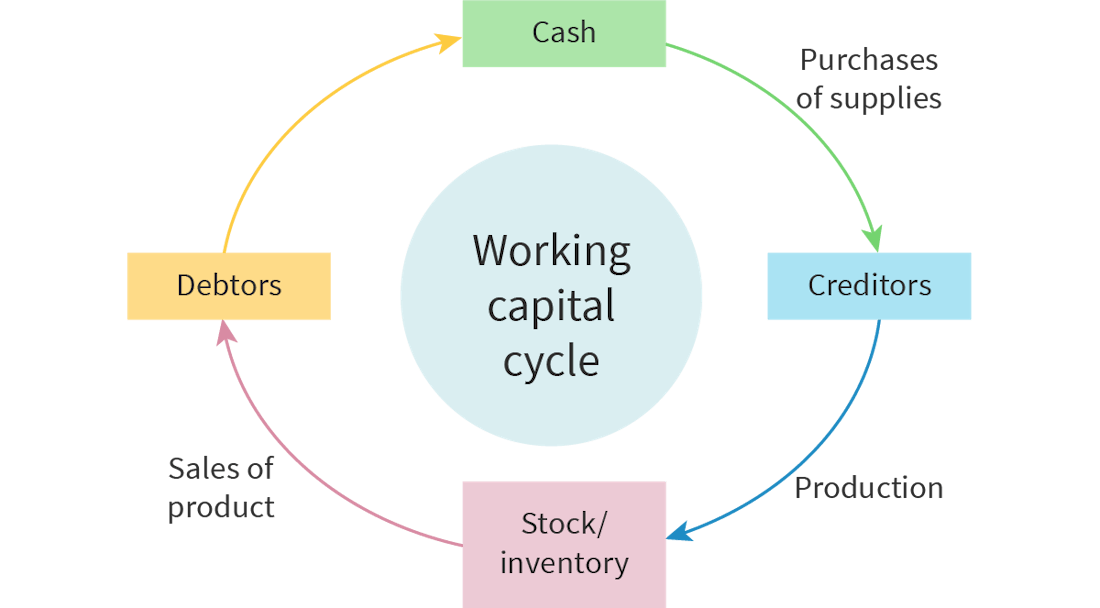 Cash
Purchases
of supplies
Debtors
Working
capital
cycle
Creditors
Sales of
product
Production
Stock/
inventory